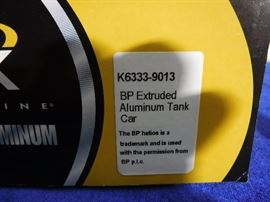 K
INE®
UMINUM
K6333-9013
BP Extruded
Aluminum Tank
Car
The BP helios is a
trademark and is used
with the permission from
BP p.l.c.